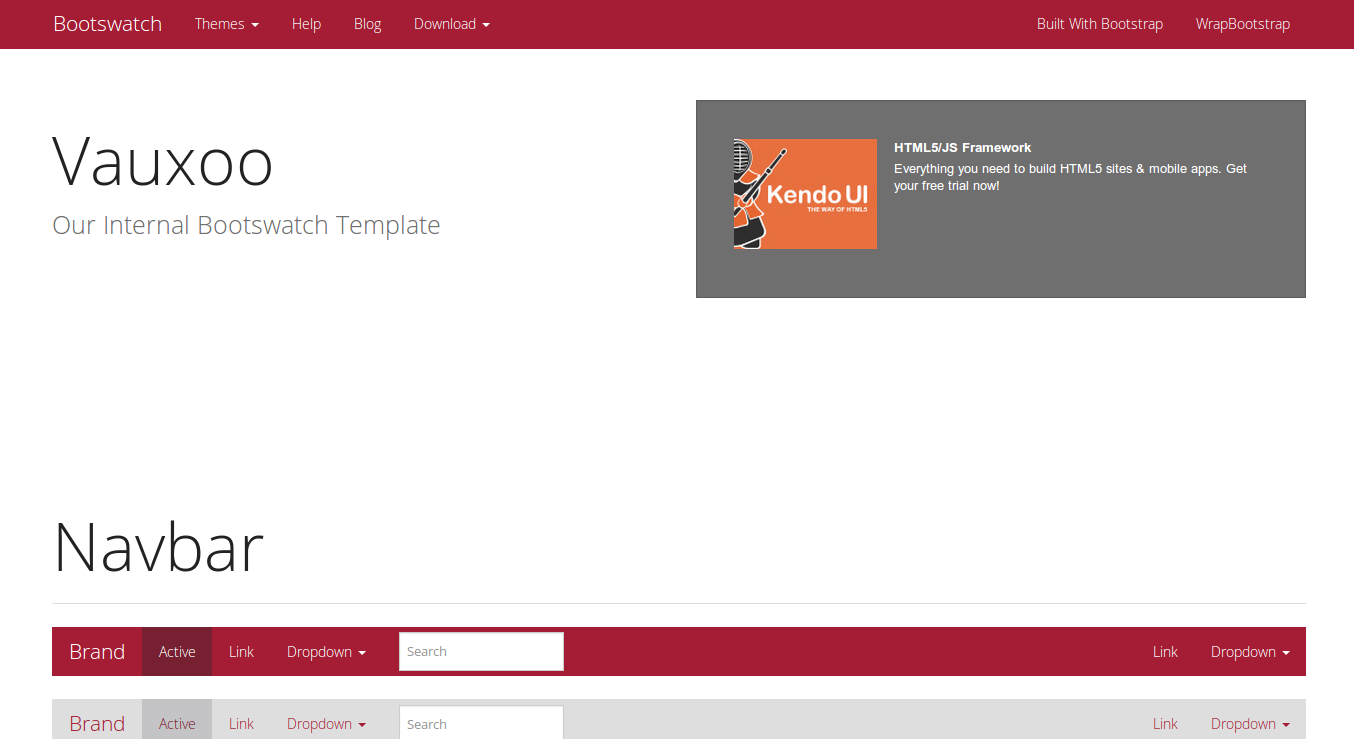 Bootswatch Themes Help Blog Download Built With Bootstrap WrapBootstrap
Vauxoo
Our Internal Bootswatch Template
Kendo UI
THE WAY OF HTML5
HTML5/JS Framework
Everything you need to build HTML5 sites & mobile apps. Get
your free trial now!
Navbar
Brand Active Link Dropdown Search Link Dropdown
Brand Active Link Dropdown Search Link Dropdown